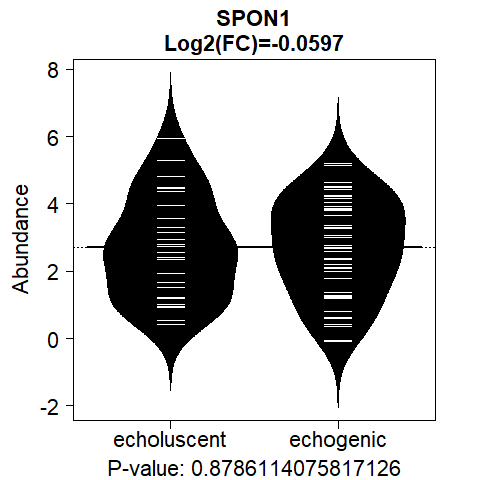 SPON1
Log2(FC)=-0.0597
Abundance
8
6
4
2
0
-2
echoluscent echogenic
P-value: 0.8786114075817126